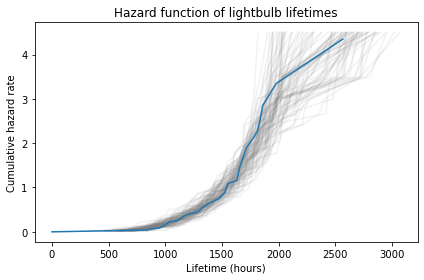 Hazard function of lightbulb lifetimes
Cumulative hazard rate
4
3
2
1
0
0 500 1000 1500 2000 2500 3000
Lifetime (hours)